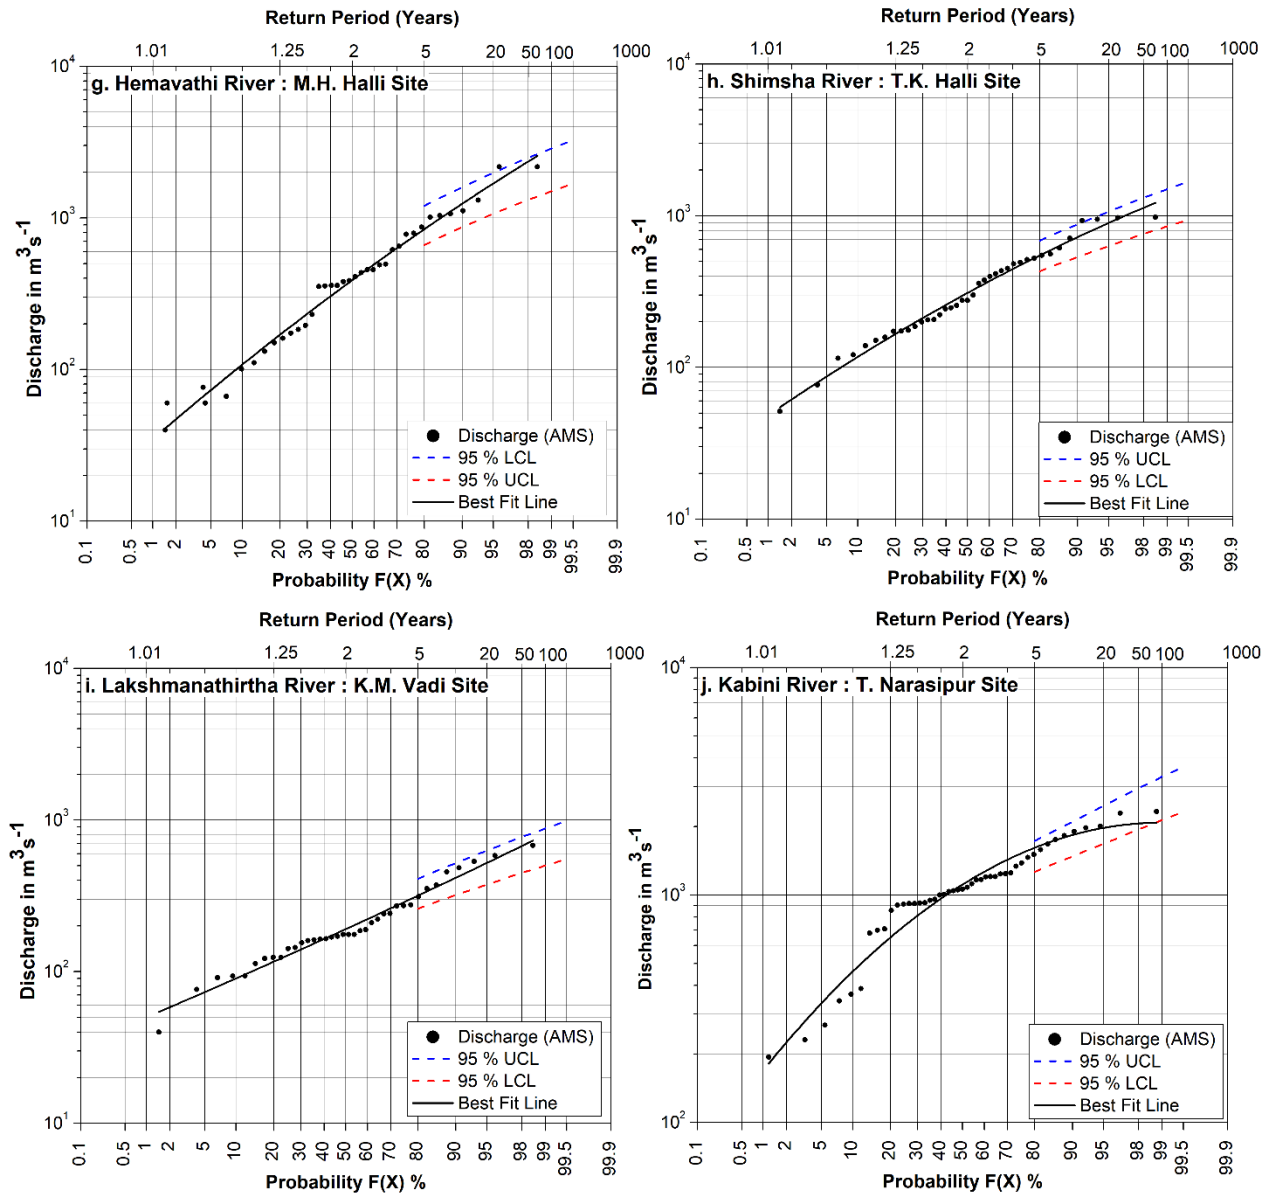 Return Period (Years)
1.01 1.25 2 5 20 50 100 1000
g. Hemavathi River : M.H. Halli Site
10^4
10^3
10^2
10^1
Discharge in m^3s^-1
Discharge (AMS)
95 % LCL
95 % UCL
Best Fit Line
0.1 0.5 1 2 5 10 20 30 40 50 60 70 80 90 95 98 99 99.5 99.9
Probability F(X) %
Return Period (Years)
1.01 1.25 2 5 20 50 100 1000
h. Shimsha River : T.K. Halli Site
10^4
10^3
10^2
10^1
Discharge in m^3s^-1
Discharge (AMS)
95 % UCL
95 % LCL
Best Fit Line
0.1 0.5 1 2 5 10 20 30 40 50 60 70 80 90 95 98 99 99.5 99.9
Probability F(X) %
Return Period (Years)
1.01 1.25 2 5 20 50 100 1000
i. Lakshmanathirtha River : K.M. Vadi Site
10^4
10^3
10^2
10^1
Discharge in m^3s^-1
Discharge (AMS)
95 % UCL
95 % LCL
Best Fit Line
0.1 0.5 1 2 5 10 20 30 40 50 60 70 80 90 95 98 99 99.5 99.9
Probability F(X) %
Return Period (Years)
1.01 1.25 2 5 20 50 100 1000
j. Kabini River : T. Narasipur Site
10^4
10^3
10^2
Discharge in m^3s^-1
Discharge (AMS)
95 % UCL
95 % LCL
Best Fit Line
0.1 0.5 1 2 5 10 20 30 40 50 60 70 80 90 95 98 99 99.5 99.9
Probability F(X) %